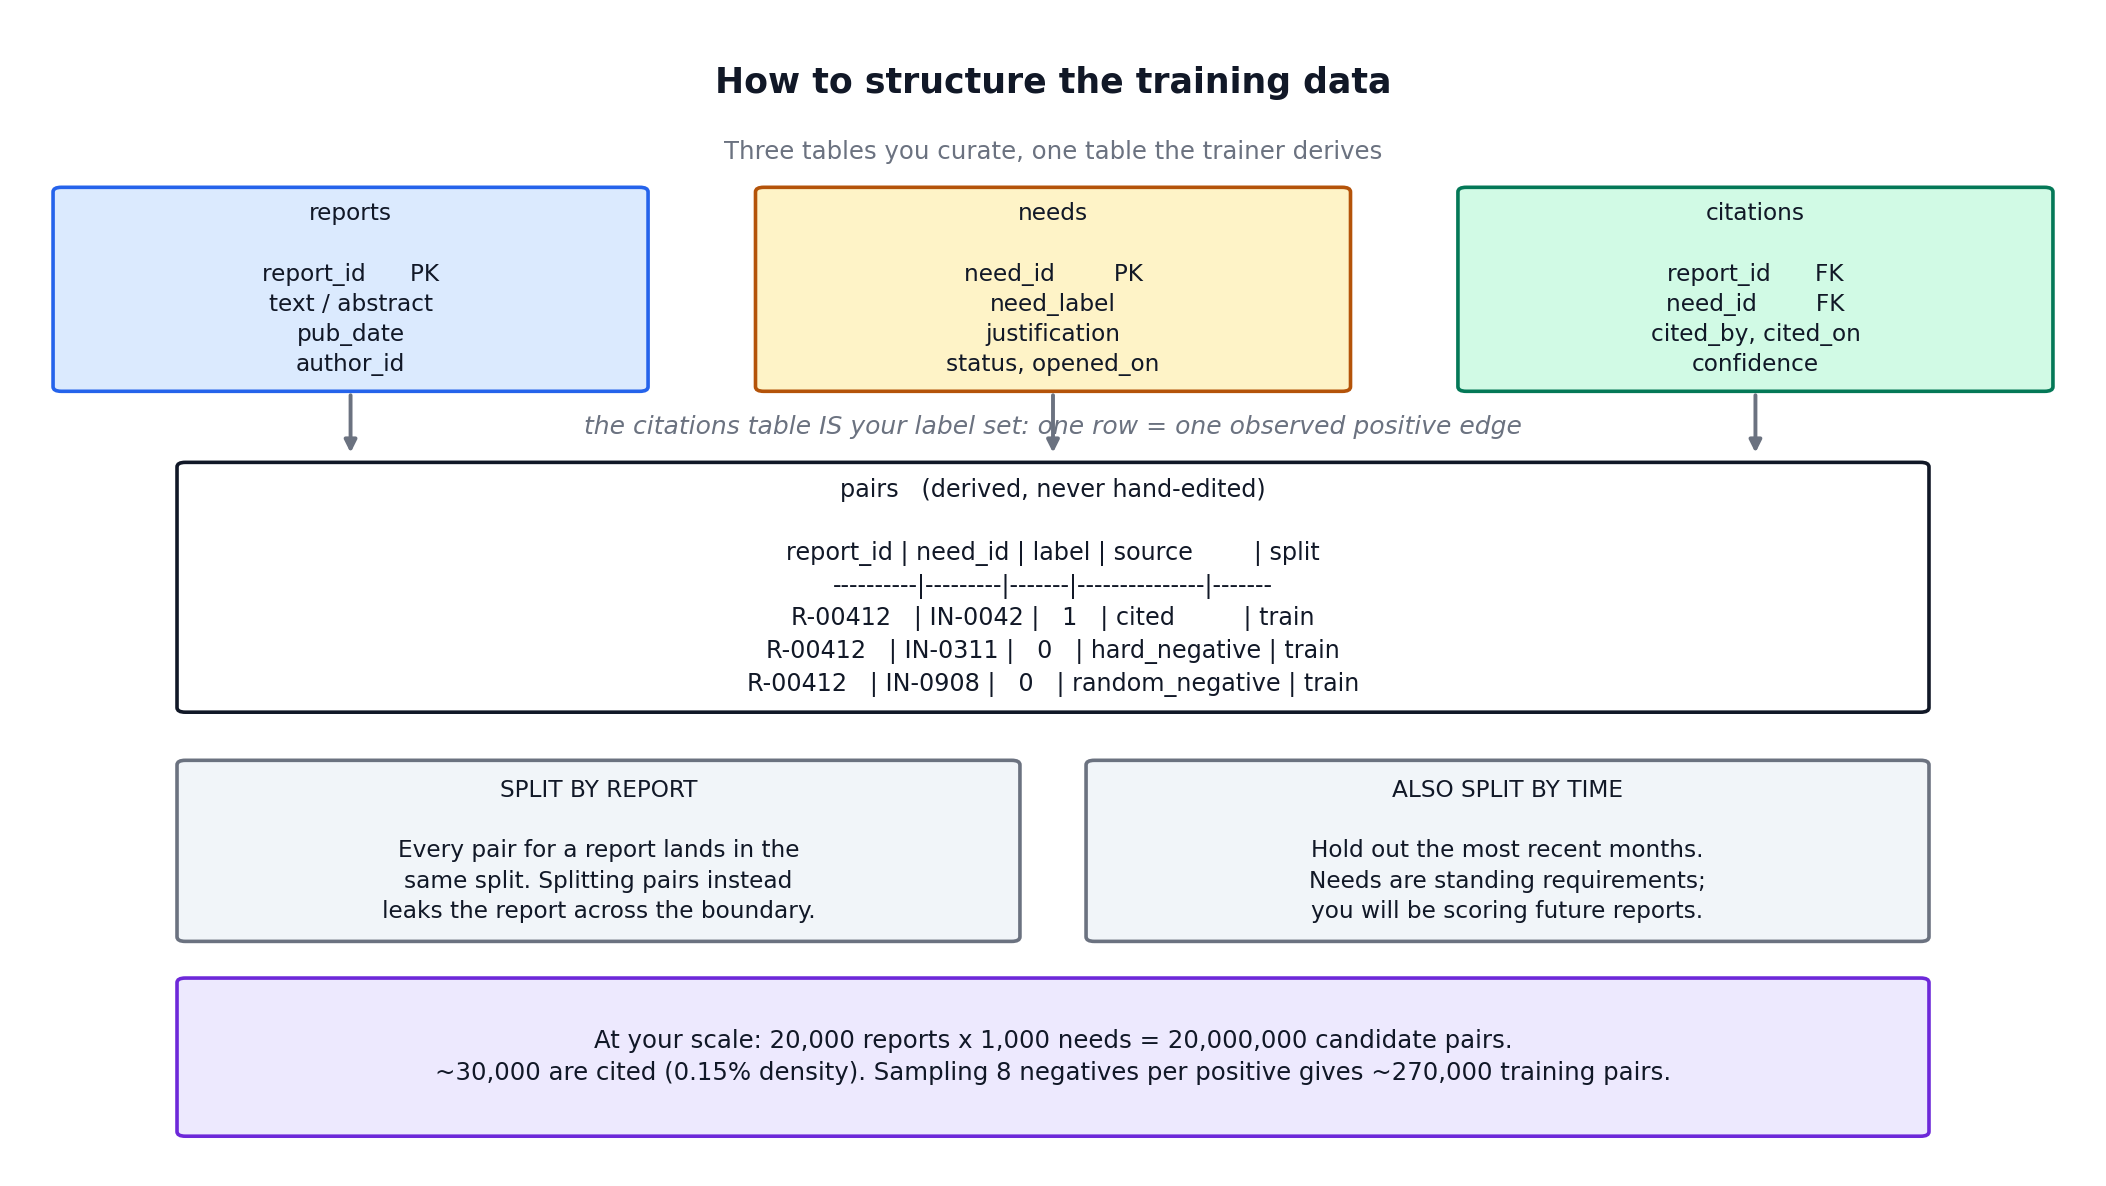 How to structure the training data
Three tables you curate, one table the trainer derives
reports
report_id PK
text / abstract
pub_date
author_id
needs
need_id PK
need_label
justification
status, opened_on
citations
report_id FK
need_id FK
cited_by, cited_on
confidence
the citations table IS your label set: one row = one observed positive edge
pairs (derived, never hand-edited)
report_id | need_id | label | source | split
----------|---------|-------|---------------|-------
R-00412 | IN-0042 | 1 | cited | train
R-00412 | IN-0311 | 0 | hard_negative | train
R-00412 | IN-0908 | 0 | random_negative | train
SPLIT BY REPORT
Every pair for a report lands in the
same split. Splitting pairs instead
leaks the report across the boundary.
ALSO SPLIT BY TIME
Hold out the most recent months.
Needs are standing requirements;
you will be scoring future reports.
At your scale: 20,000 reports x 1,000 needs = 20,000,000 candidate pairs.
~30,000 are cited (0.15% density). Sampling 8 negatives per positive gives ~270,000 training pairs.